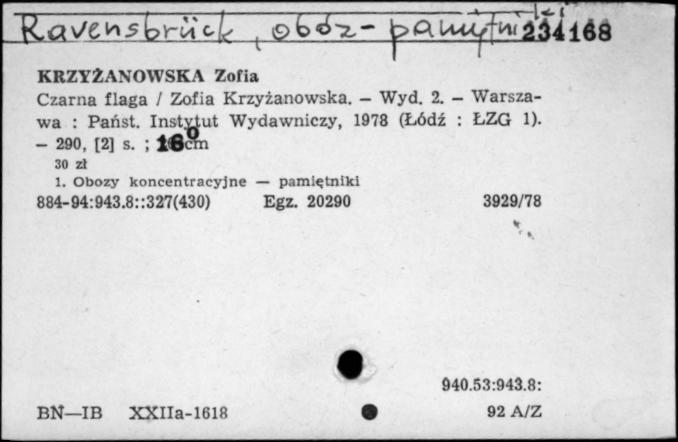 Ravensbrück, obóz - pamiętniki
234168
KRZYŻANOWSKA Zofia
Czarna flaga / Zofia Krzyżanowska. — Wyd. 2. — Warsza-
wa : Państ. Instytut Wydawniczy, 1978 (Łódź : ŁZG 1).
— 290, [2] s. ; 16° cm
30 zł
1. Obozy koncentracyjne — pamiętniki
884-94:943.8::327(430) Egz. 20290 3929/78
940.53:943.8:
BN—IB XXIIa-1618 92 A/Z